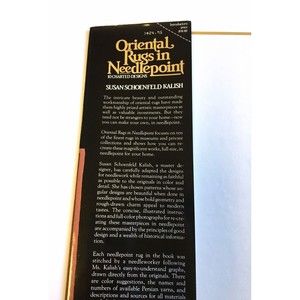 Introductory
$24.95
Oriental
Rugs in
Needlepoint
10 CHARTED DESIGNS
SUSAN SCHOENFELD KALISH
The intricate beauty and outstanding
workmanship of oriental rugs have made
them highly prized artistic masterpieces as
well as valuable investments. But they
need not be strangers to your home—now
you can make your own, in needlepoint.
Oriental Rugs in Needlepoint focuses on ten
of the finest rugs in museums and private
collections and shows how you can re-
create these magnificent works, full-size, in
needlepoint for your home.
Susan Schoenfeld Kalish, a master de-
signer, has carefully adapted the designs
for needlework while remaining as faithful
as possible to the originals in color and
detail. She has chosen patterns whose ang-
ular designs are beautiful when done in
needlepoint and whose bold geometry and
rough-drawn charm appeal to modern
tastes. The concise, illustrated instruc-
tions and full-color photographs for re-cre-
ating these masterpieces in needlepoint
are accompanied by the principles of good
design and a wealth of historical informa-
tion.
Each needlepoint rug in the book was
stitched by a needleworker following
Ms. Kalish's easy-to-understand graphs,
drawn directly from the originals. There
are color suggestions, the names and
numbers of available Persian yarns, and
descriptions and sources for all materials